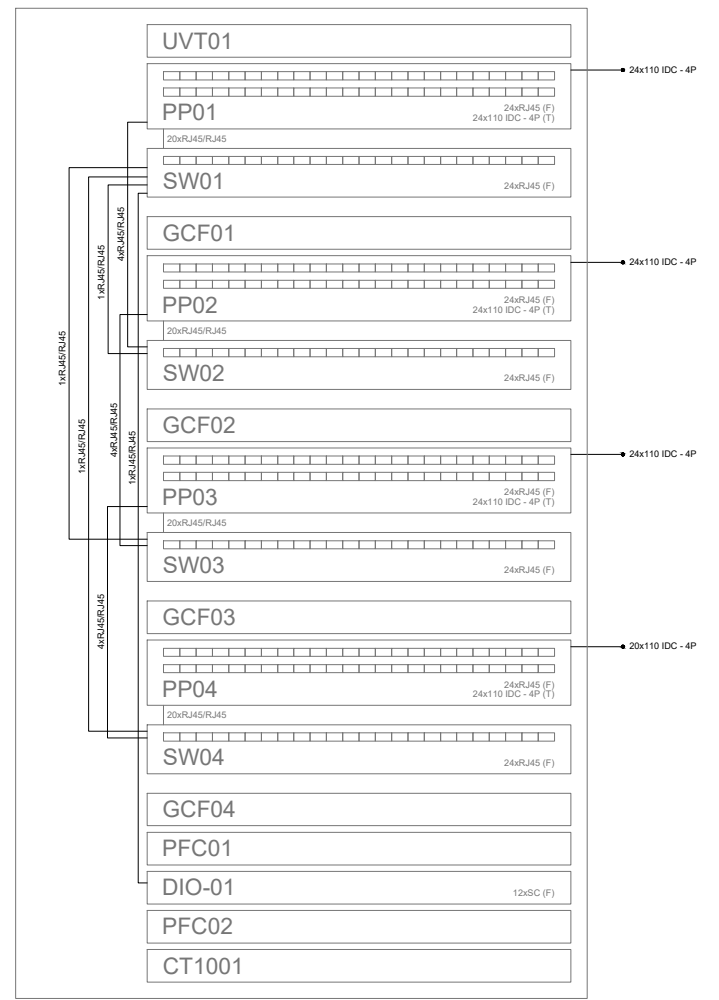 UVT01
24x110 IDC - 4P
PP01
24xRJ45 (F)
24x110 IDC - 4P (T)
20xRJ45/RJ45
SW01
24xRJ45 (F)
4xRJ45/RJ45
1xRJ45/RJ45
GCF01
24x110 IDC - 4P
PP02
24xRJ45 (F)
24x110 IDC - 4P (T)
20xRJ45/RJ45
1xRJ45/RJ45
SW02
24xRJ45 (F)
1xRJ45/RJ45
4xRJ45/RJ45
1xRJ45/RJ45
GCF02
24x110 IDC - 4P
PP03
24xRJ45 (F)
24x110 IDC - 4P (T)
20xRJ45/RJ45
SW03
24xRJ45 (F)
4xRJ45/RJ45
GCF03
20x110 IDC - 4P
PP04
24xRJ45 (F)
24x110 IDC - 4P (T)
20xRJ45/RJ45
SW04
24xRJ45 (F)
GCF04
PFC01
DIO-01
12xSC (F)
PFC02
CT1001